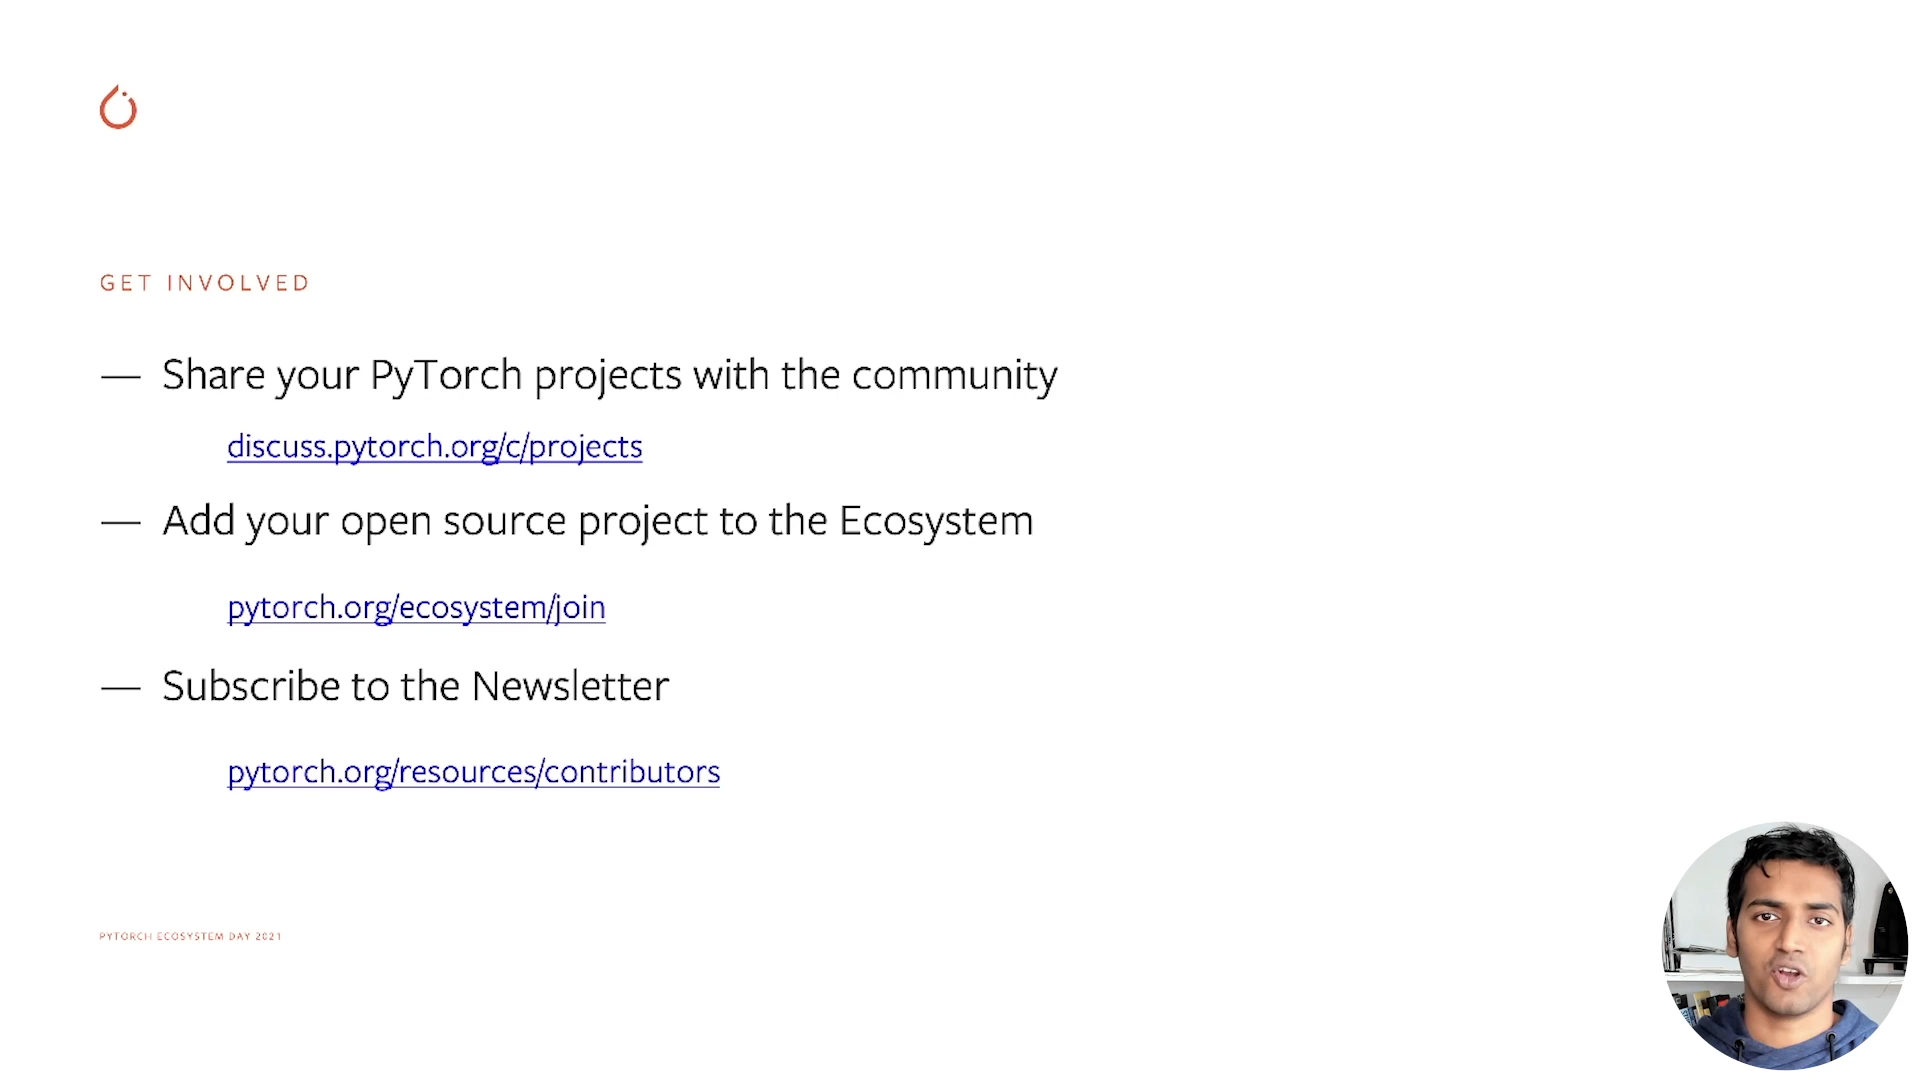 GET INVOLVED
— Share your PyTorch projects with the community
discuss.pytorch.org/c/projects
— Add your open source project to the Ecosystem
pytorch.org/ecosystem/join
— Subscribe to the Newsletter
pytorch.org/resources/contributors
PYTORCH ECOSYSTEM DAY 2021